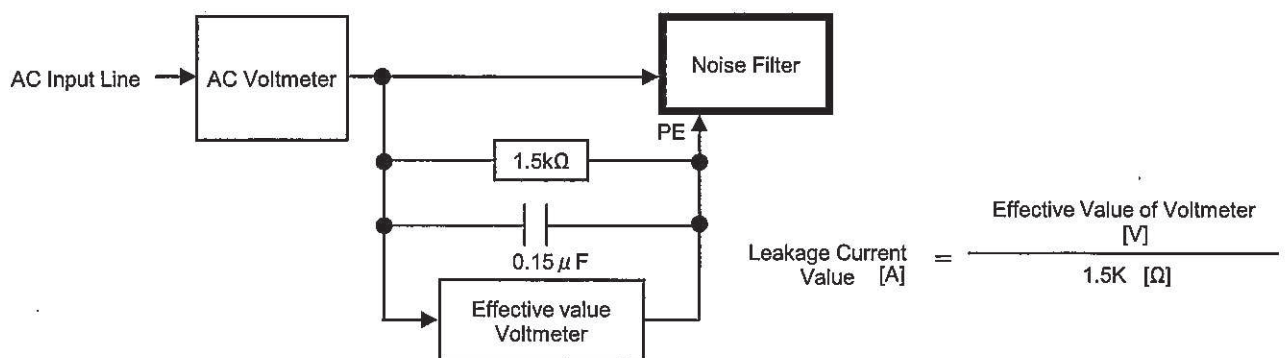 AC Input Line
AC Voltmeter
Noise Filter
PE
1.5kΩ
0.15μF
Effective value
Voltmeter
Leakage Current
Value [A]
=
Effective Value of Voltmeter
[V]
1.5K [Ω]